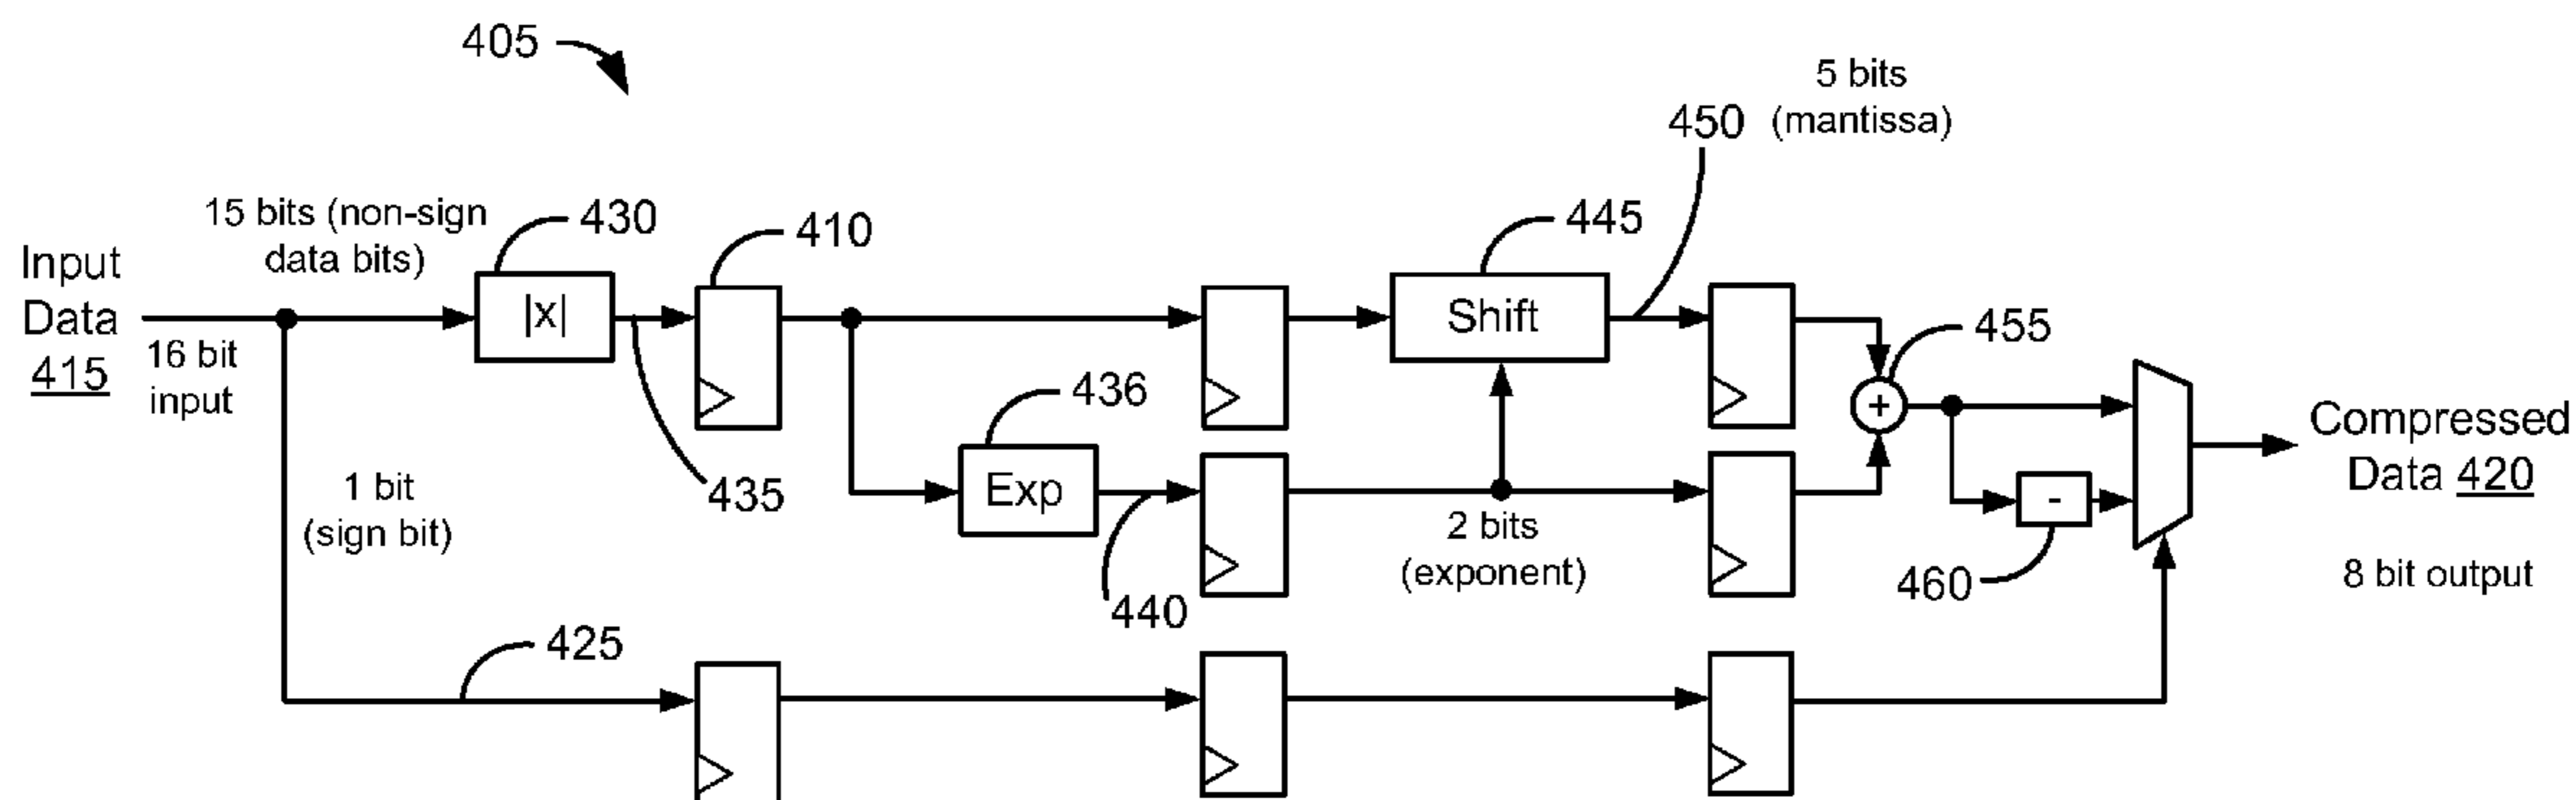 405
5 bits
450 (mantissa)
15 bits (non-sign
data bits)
430
410
445
Input
Data
415
16 bit
input
|x|
Shift
455
+
436
Exp
435
440
1 bit
(sign bit)
2 bits
(exponent)
-
460
Compressed
Data 420
8 bit output
425